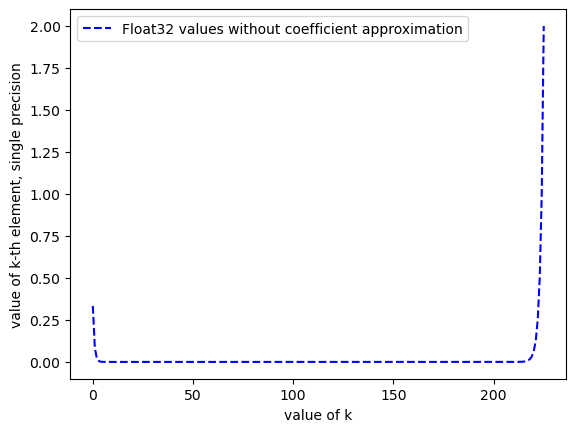 Float32 values without coefficient approximation
2.00
1.75
1.50
1.25
1.00
0.75
0.50
0.25
0.00
value of k-th element, single precision
0 50 100 150 200
value of k